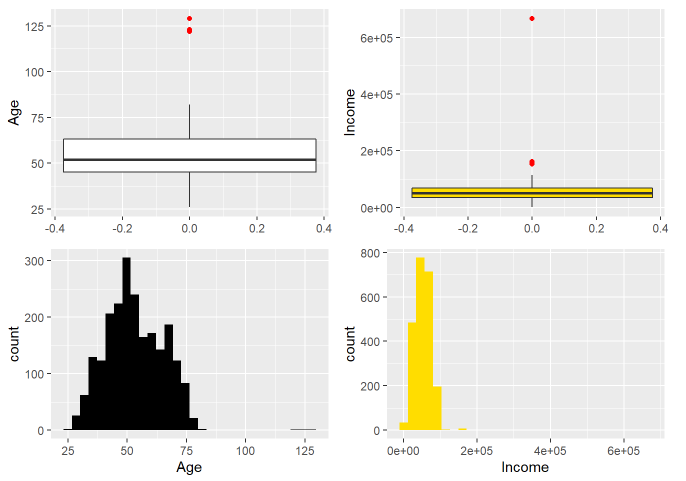 125
100
75
50
25
Age
-0.4 -0.2 0.0 0.2 0.4
6e+05
4e+05
2e+05
0e+00
Income
-0.4 -0.2 0.0 0.2 0.4
300
200
100
0
count
25 50 75 100 125
Age
800
600
400
200
0
count
0e+00 2e+05 4e+05 6e+05
Income